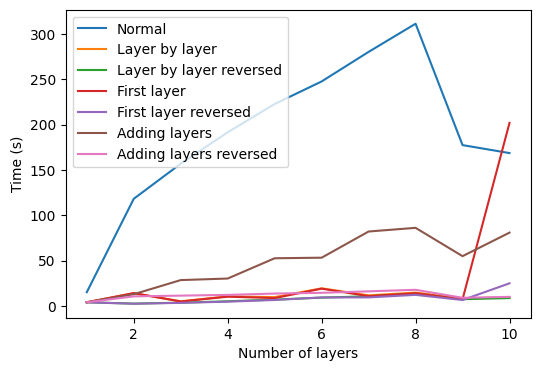 300
250
200
150
100
50
0
Time (s)
Normal
Layer by layer
Layer by layer reversed
First layer
First layer reversed
Adding layers
Adding layers reversed
2 4 6 8 10
Number of layers